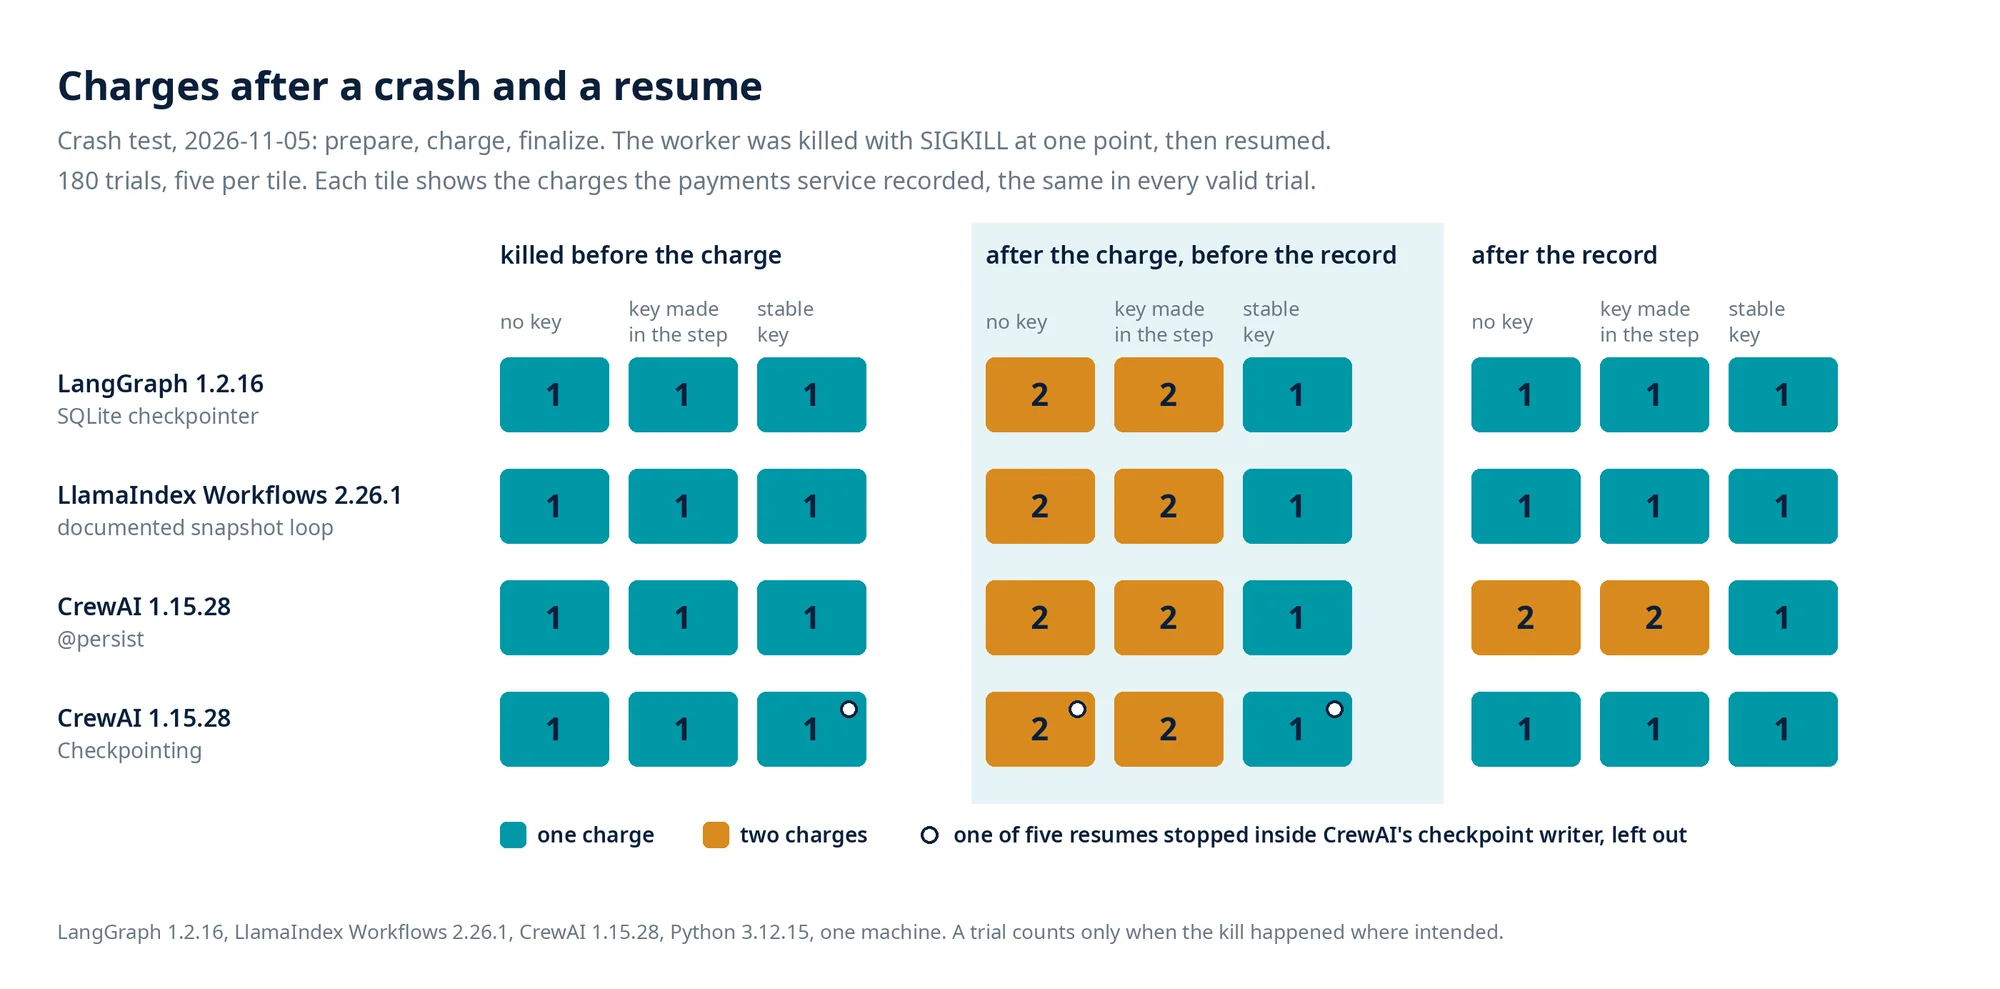 Charges after a crash and a resume
Crash test, 2026-11-05: prepare, charge, finalize. The worker was killed with SIGKILL at one point, then resumed.
180 trials, five per tile. Each tile shows the charges the payments service recorded, the same in every valid trial.
killed before the charge
after the charge, before the record
after the record
no key
key made
in the step
stable
key
no key
key made
in the step
stable
key
no key
key made
in the step
stable
key
LangGraph 1.2.16
SQLite checkpointer
1 1 1 2 2 1 1 1 1
LlamaIndex Workflows 2.26.1
documented snapshot loop
1 1 1 2 2 1 1 1 1
CrewAI 1.15.28
@persist
1 1 1 2 2 1 2 2 1
CrewAI 1.15.28
Checkpointing
1 1 1 2 2 1 1 1 1
one charge
two charges
one of five resumes stopped inside CrewAI's checkpoint writer, left out
LangGraph 1.2.16, LlamaIndex Workflows 2.26.1, CrewAI 1.15.28, Python 3.12.15, one machine. A trial counts only when the kill happened where intended.